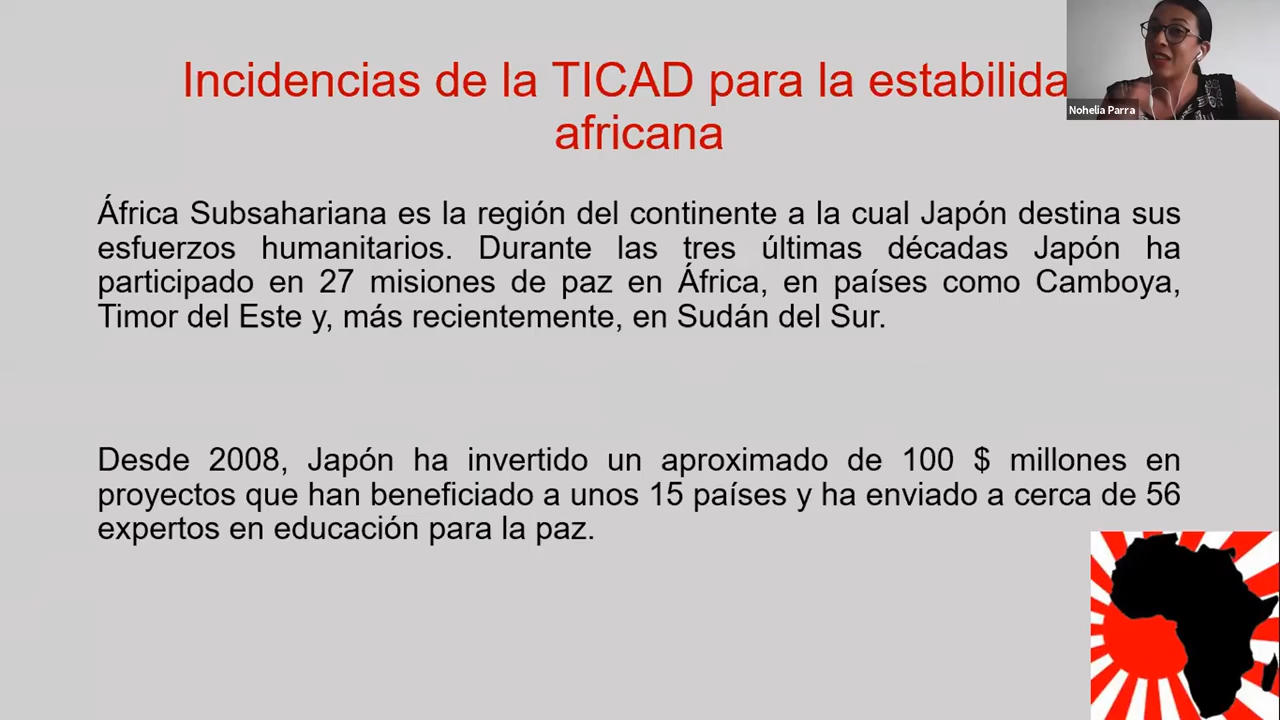 Incidencias de la TICAD para la estabilida
africana
Nohelia Parra
África Subsahariana es la región del continente a la cual Japón destina sus
esfuerzos humanitarios. Durante las tres últimas décadas Japón ha
participado en 27 misiones de paz en África, en países como Camboya,
Timor del Este y, más recientemente, en Sudán del Sur.
Desde 2008, Japón ha invertido un aproximado de 100 $ millones en
proyectos que han beneficiado a unos 15 países y ha enviado a cerca de 56
expertos en educación para la paz.